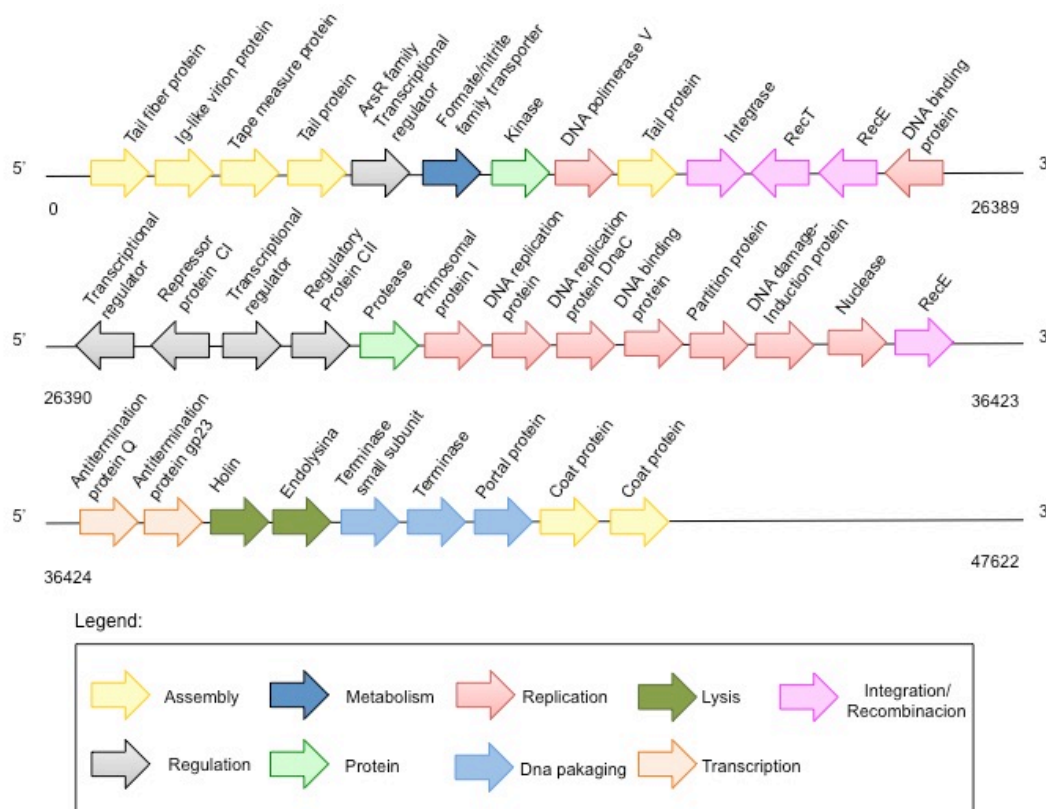 Tail fiber protein
Ig-like virion protein
Tape measure protein
Tail protein
ArsR family
Transcriptional
regulator
Formate/nitrite
family transporter
Kinase
DNA polimerase V
Tail protein
Integrase
RecT
RecE
DNA binding
protein
5'
3
0
26389
Transcriptional
regulator
Repressor
protein CI
Transcriptional
regulator
Regulatory
Protein CII
Protease
Primosomal
protein I
DNA replication
protein
DNA replication
protein DnaC
DNA binding
protein
Partition protein
DNA damage-
Induction protein
Nuclease
RecE
5'
3
26390
36423
Antitermination
protein Q
Antitermination
protein gp23
Holin
Endolysina
Terminase
small subunit
Terminase
Portal protein
Coat protein
Coat protein
5'
3
36424
47622
Legend:
Assembly
Metabolism
Replication
Lysis
Integration/
Recombinacion
Regulation
Protein
Dna pakaging
Transcription